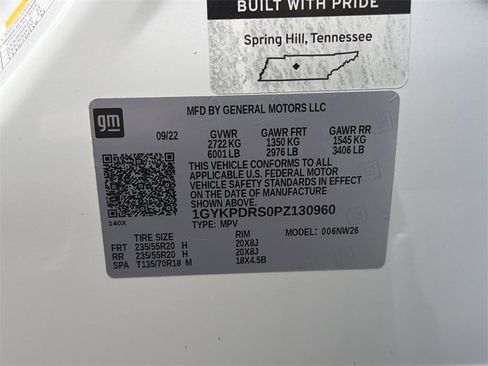 BUILT WITH PRIDE
Spring Hill, Tennessee
gm
MFD BY GENERAL MOTORS LLC
09/22 GVWR GAWR FRT GAWR RR
2722 KG 1350 KG 1545 KG
6001 LB 2976 LB 3406 LB
THIS VEHICLE CONFORMS TO ALL
APPLICABLE U.S. FEDERAL MOTOR
VEHICLE SAFETY STANDARDS IN EFFECT
ON THE DATE OF MANUFACTURE
SHOWN ABOVE.
1GYKPDRS0PZ130960
140X
TYPE: MPV MODEL: 006NW26
TIRE SIZE RIM
FRT 235/55R20 H 20X8J
RR 235/55R20 H 20X8J
SPA T135/70R18 M 18X4.5B